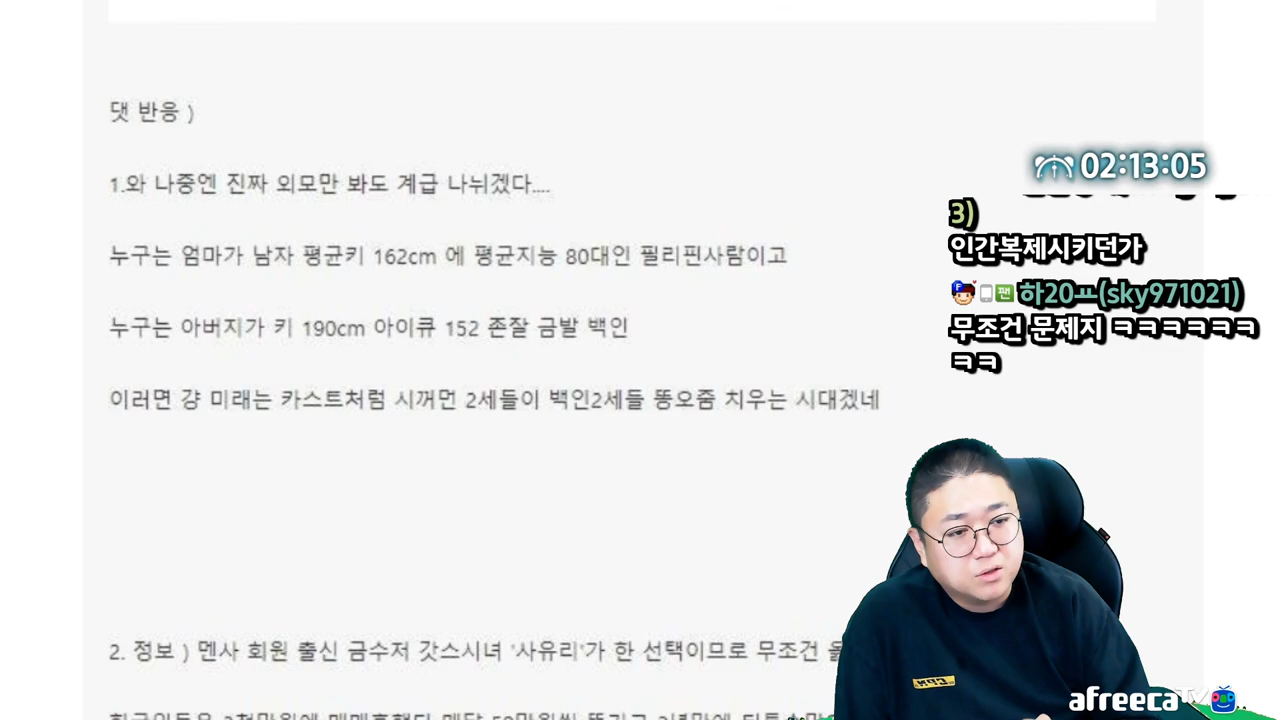 댓 반응 )
1.와 나중엔 진짜 외모만 봐도 계급 나뉘겠다....
누구는 엄마가 남자 평균키 162cm 에 평균지능 80대인 필리핀사람이고
누구는 아버지가 키 190cm 아이큐 152 존잘 금발 백인
이러면 걍 미래는 카스트처럼 시꺼먼 2세들이 백인2세들 똥오줌 치우는 시대겠네
2. 정보 ) 멘사 회원 출신 금수저 갓스시녀 '사유리'가 한 선택이므로 무조건
02:13:05
3)
인간복제시키던가
하20ㅛ(sky971021)
무조건 문제지 ㅋㅋㅋㅋㅋㅋ
ㅋㅋ
afreecaTV